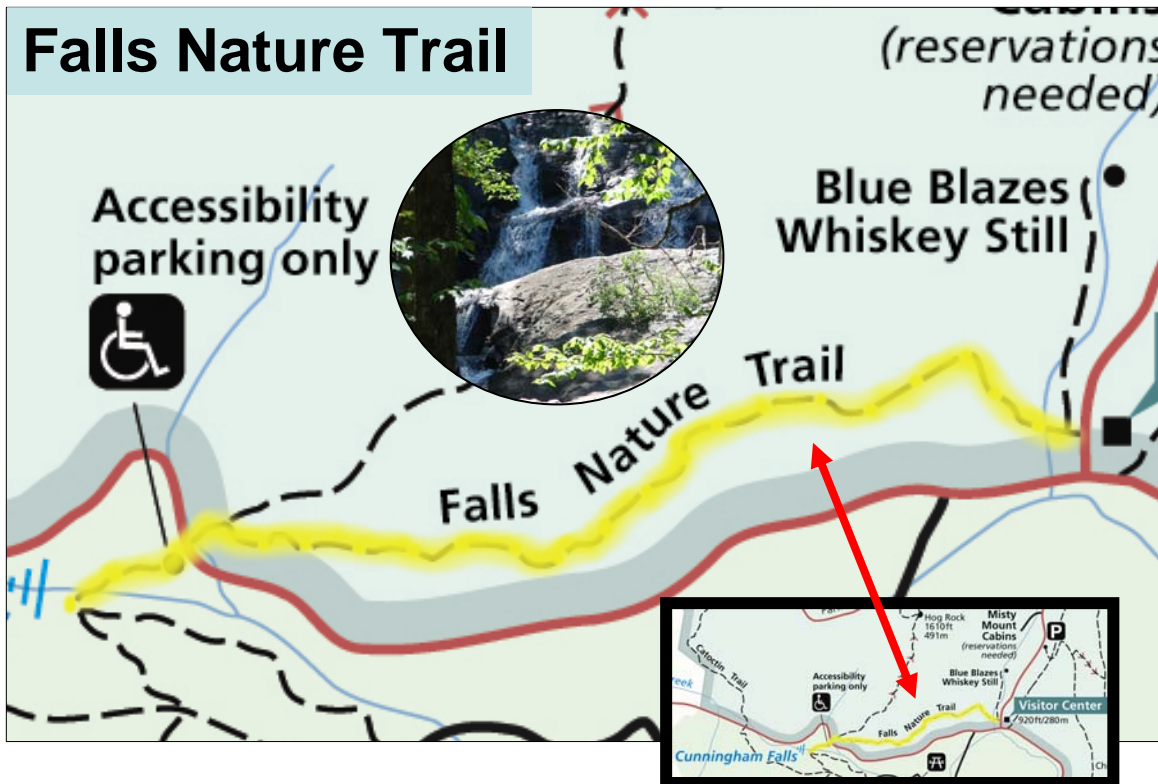 Falls Nature Trail
Cabins
(reservations
needed)
Accessibility
parking only
Blue Blazes
Whiskey Still
Falls Nature Trail
Hog Rock
1610ft
491m
Misty
Mount
Cabins
(reservations
needed)
P
Catoctin Trail
Blue Blazes
Whiskey Still
Accessibility
parking only
Visitor Center
920ft/280m
Falls Nature Trail
Cunningham Falls